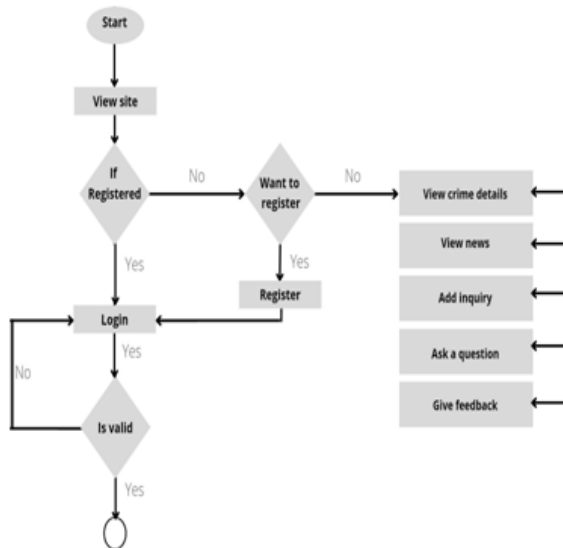 Start
View site
If
Registered
No
Want to
register
No
View crime details
View news
Yes
Yes
Register
Add inquiry
Login
Yes
Ask a question
No
Give feedback
Is valid
Yes